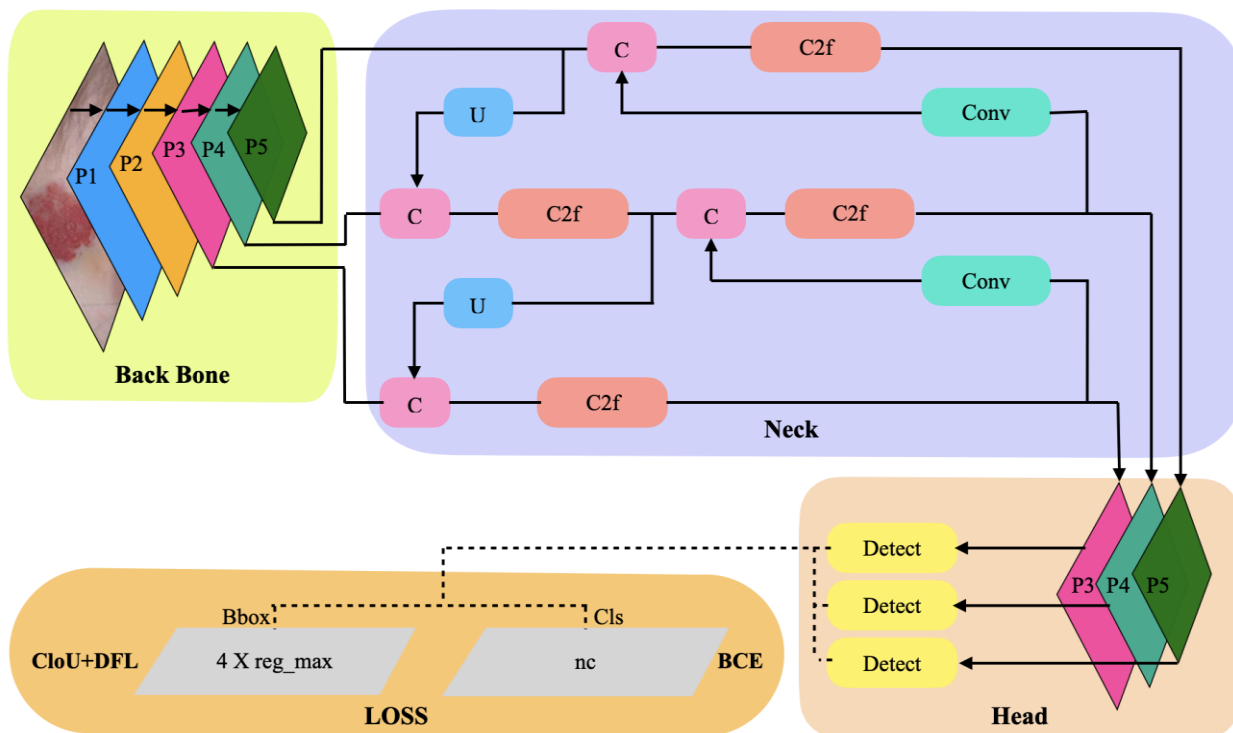 P1
P2
P3
P4
P5
Back Bone
C
C2f
U
Conv
C
C2f
C
C2f
U
Conv
C
C2f
Neck
Detect
Detect
Detect
P3
P4
P5
Head
Bbox
Cls
CloU+DFL
4 X reg_max
nc
BCE
LOSS